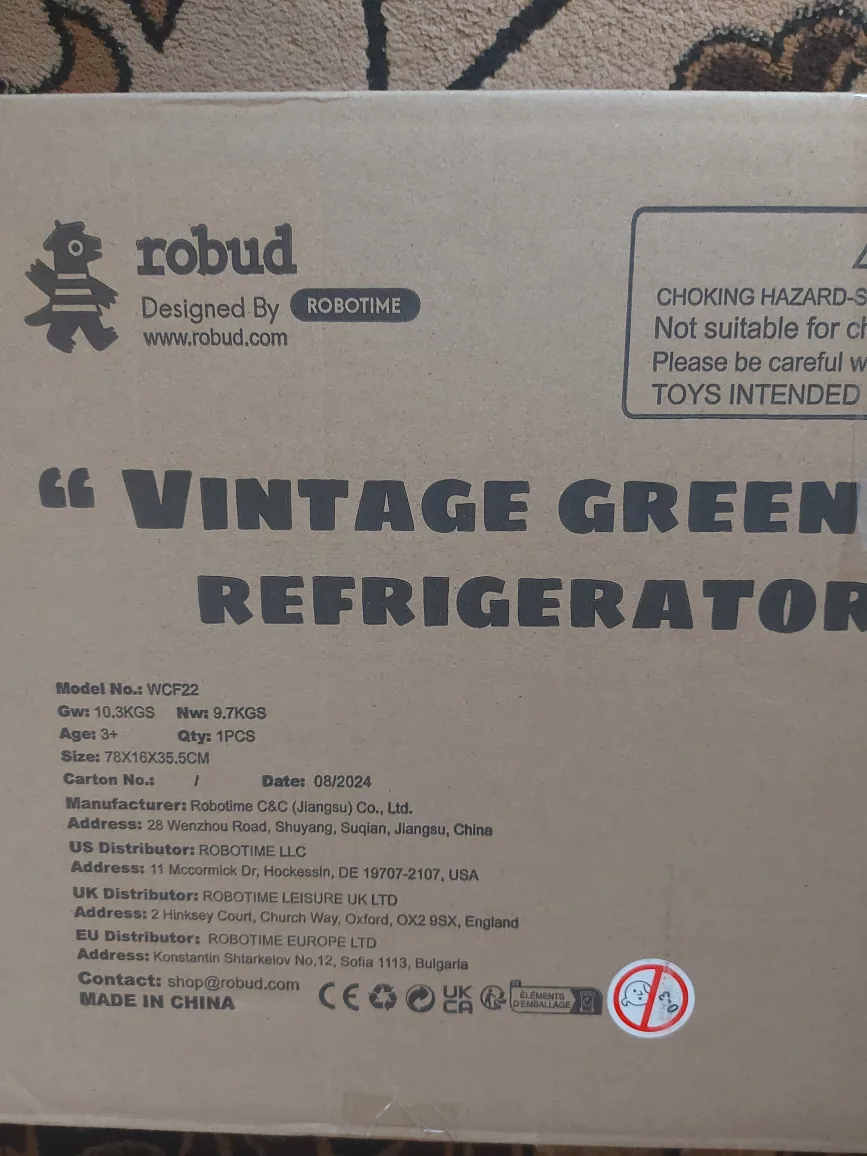 robud
Designed By ROBOTIME
www.robud.com
CHOKING HAZARD-S
Not suitable for ch
Please be careful w
TOYS INTENDED
“ VINTAGE GREEN
REFRIGERATOR
Model No.: WCF22
Gw: 10.3KGS Nw: 9.7KGS
Age: 3+ Qty: 1PCS
Size: 78X16X35.5CM
Carton No.: / Date: 08/2024
Manufacturer: Robotime C&C (Jiangsu) Co., Ltd.
Address: 28 Wenzhou Road, Shuyang, Suqian, Jiangsu, China
US Distributor: ROBOTIME LLC
Address: 11 Mccormick Dr, Hockessin, DE 19707-2107, USA
UK Distributor: ROBOTIME LEISURE UK LTD
Address: 2 Hinksey Court, Church Way, Oxford, OX2 9SX, England
EU Distributor: ROBOTIME EUROPE LTD
Address: Konstantin Shtarkelov No.12, Sofia 1113, Bulgaria
Contact: shop@robud.com
MADE IN CHINA
CE
UK
CA
ÉLÉMENTS
D'EMBALLAGE
0-3